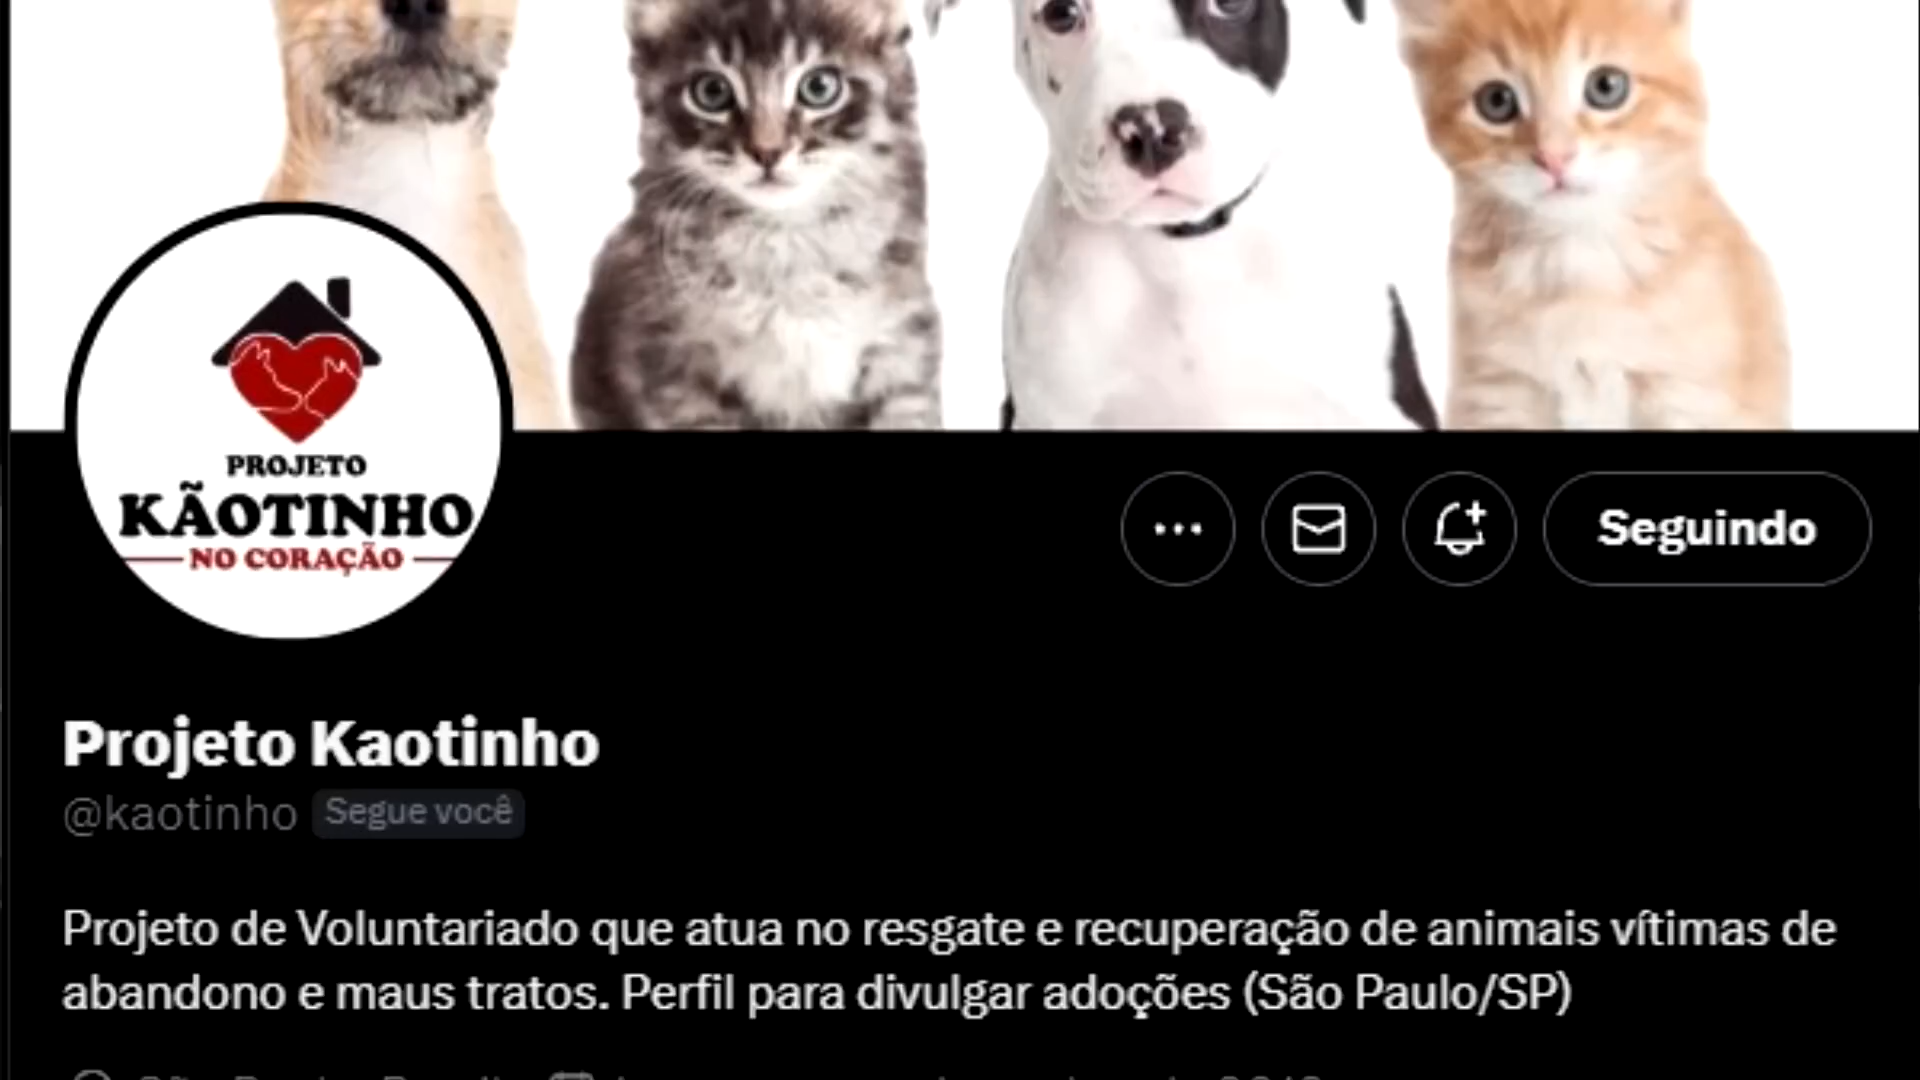 PROJETO
KÃOTINHO
NO CORAÇÃO
Seguindo
Projeto Kaotinho
@kaotinho Segue você
Projeto de Voluntariado que atua no resgate e recuperação de animais vítimas de
abandono e maus tratos. Perfil para divulgar adoções (São Paulo/SP)